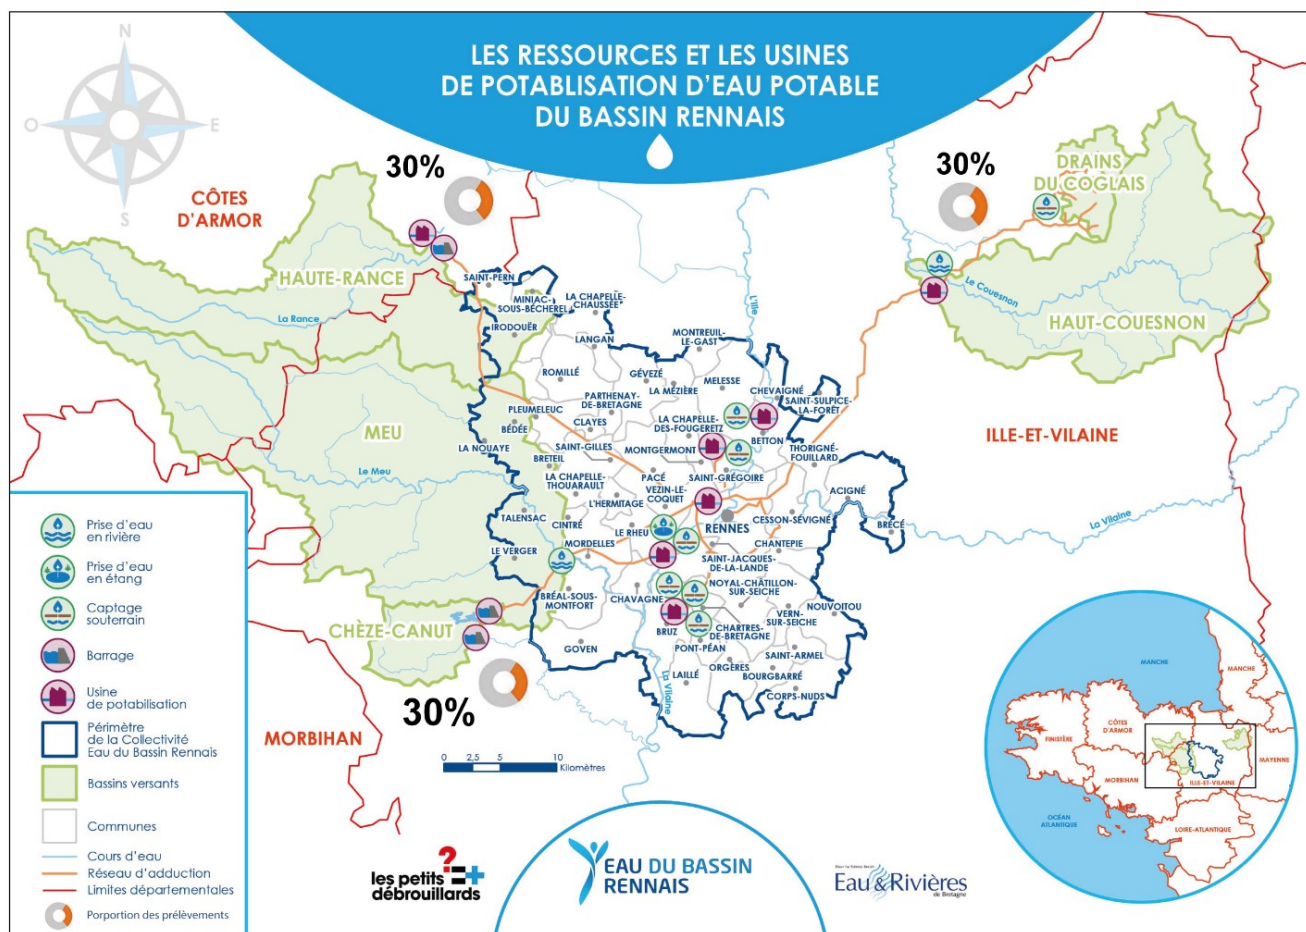 LES RESSOURCES ET LES USINES
DE POTABLISATION D'EAU POTABLE
DU BASSIN RENNAIS
N
O
E
S
30%
30%
CÔTES
D'ARMOR
DRAINS
DU COGLAIS
HAUTE-RANCE
La Rance
SAINT-PERN
MINIAC-
SOUS-BÉCHEREL
LA CHAPELLE-
CHAUSSÉE
IRODOUËR
LANGAN
L'Ille
MONTREUIL-
LE-GAST
Le Couesnon
HAUT-COUESNON
ROMILLÉ
GÉVEZÉ
LA MÉZIÈRE
MELESSE
CHEVAIGNÉ
SAINT-SULPICE-
LA-FORÊT
PARTHENAY-
DE-BRETAGNE
PLEUMELEUC
CLAYES
LA CHAPELLE-
DES-FOUGERETZ
BETTON
MEU
BÉDÉE
LA NOUAYE
SAINT-GILLES
MONTGERMONT
THORIGNÉ-
FOUILLARD
ILLE-ET-VILAINE
Le Meu
BRETEIL
LA CHAPELLE-
THOUARAULT
PACÉ
SAINT-GRÉGOIRE
VEZIN-LE-
COQUET
L'HERMITAGE
ACIGNÉ
TALENSAC
CINTRÉ
LE RHEU
RENNES
CESSON-SÉVIGNÉ
BRÉCÉ
La Vilaine
LE VERGER
MORDELLES
CHANTEPIE
SAINT-JACQUES-
DE-LA-LANDE
BRÉAL-SOUS-
MONTFORT
CHAVAGNE
NOYAL-CHÂTILLON-
SUR-SEICHE
VERN-
SUR-SEICHE
NOUVOITOU
CHÈZE-CANUT
BRUZ
CHARTRES-
DE-BRETAGNE
GOVEN
PONT-PÉAN
SAINT-ARMEL
ORGÈRES
BOURGBARRÉ
LAILLÉ
CORPS-NUDS
La Vilaine
30%
MORBIHAN
0
2,5
5
10
Kilomètres
Prise d'eau
en rivière
Prise d'eau
en étang
Captage
souterrain
Barrage
Usine
de potabilisation
Périmètre
de la Collectivité
Eau du Bassin Rennais
Bassins versants
Communes
Cours d'eau
Réseau d'adduction
Limites départementales
Porportion des prélèvements
MANCHE
MANCHE
CÔTES
D'ARMOR
FINISTÈRE
MAYENNE
MORBIHAN
ILLE-ET-VILAINE
OCÉAN
ATLANTIQUE
LOIRE-ATLANTIQUE
les petits
débrouillards
EAU DU BASSIN
RENNAIS
Eau & Rivières
de Bretagne